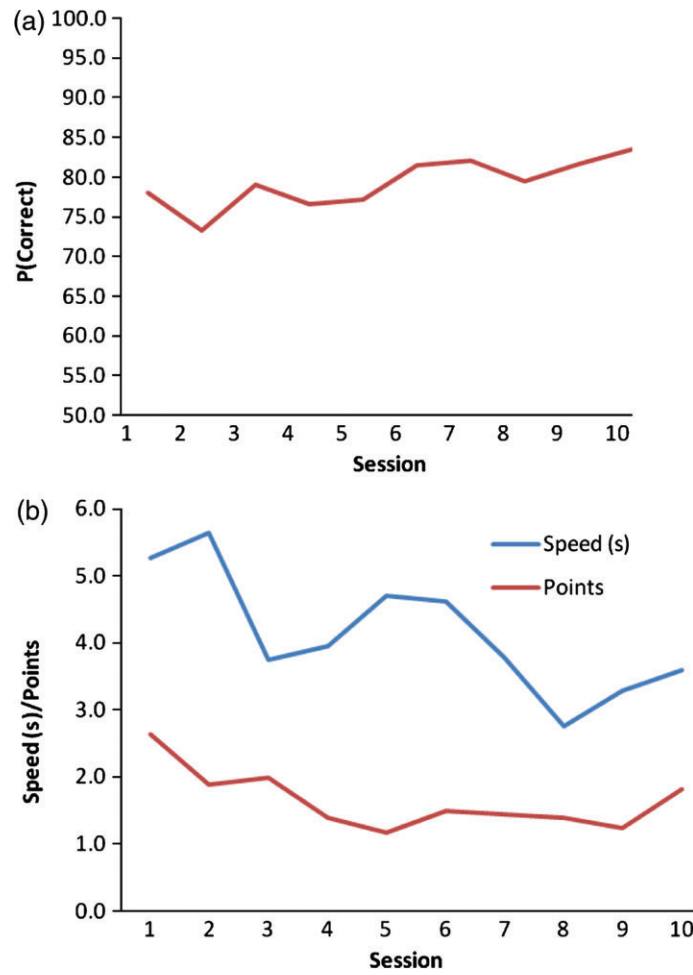 (a)
P(Correct)
100.0
95.0
90.0
85.0
80.0
75.0
70.0
65.0
60.0
55.0
50.0
1 2 3 4 5 6 7 8 9 10
Session
(b)
Speed (s)/Points
6.0
5.0
4.0
3.0
2.0
1.0
0.0
Speed (s)
Points
1 2 3 4 5 6 7 8 9 10
Session